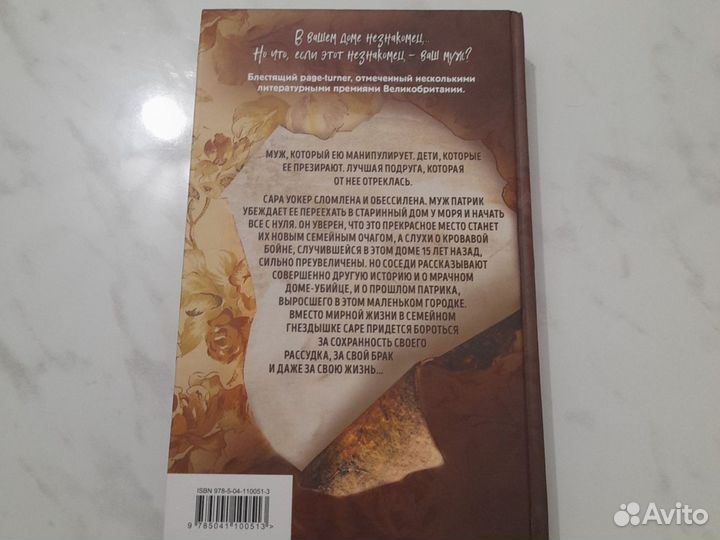 В вашем доме незнакомец...
Но что, если этот незнакомец – ваш муж?
Блестящий page-turner, отмеченный несколькими
литературными премиями Великобритании.
МУЖ, КОТОРЫЙ ЕЮ МАНИПУЛИРУЕТ. ДЕТИ, КОТОРЫЕ
ЕЕ ПРЕЗИРАЮТ. ЛУЧШАЯ ПОДРУГА, КОТОРАЯ
ОТ НЕЕ ОТРЕКЛАСЬ.
САРА УОКЕР СЛОМЛЕНА И ОБЕССИЛЕНА. МУЖ ПАТРИК
УБЕЖДАЕТ ЕЕ ПЕРЕЕХАТЬ В СТАРИННЫЙ ДОМ У МОРЯ И НАЧАТЬ
ВСЕ С НУЛЯ. ОН УВЕРЕН, ЧТО ЭТО ПРЕКРАСНОЕ МЕСТО СТАНЕТ
ИХ НОВЫМ СЕМЕЙНЫМ ОЧАГОМ, А СЛУХИ О КРОВАВОЙ
БОЙНЕ, СЛУЧИВШЕЙСЯ В ЭТОМ ДОМЕ 15 ЛЕТ НАЗАД,
СИЛЬНО ПРЕУВЕЛИЧЕНЫ. НО СОСЕДИ РАССКАЗЫВАЮТ
СОВЕРШЕННО ДРУГУЮ ИСТОРИЮ И О МРАЧНОМ
ДОМЕ-УБИЙЦЕ, И О ПРОШЛОМ ПАТРИКА,
ВЫРОСШЕГО В ЭТОМ МАЛЕНЬКОМ ГОРОДКЕ.
ВМЕСТО МИРНОЙ ЖИЗНИ В СЕМЕЙНОМ
ГНЕЗДЫШКЕ САРЕ ПРИДЕТСЯ БОРОТЬСЯ
ЗА СОХРАННОСТЬ СВОЕГО
РАССУДКА, ЗА СВОЙ БРАК
И ДАЖЕ ЗА СВОЮ ЖИЗНЬ...
ISBN 978-5-04-110051-3
9 785041 100513>
Avito